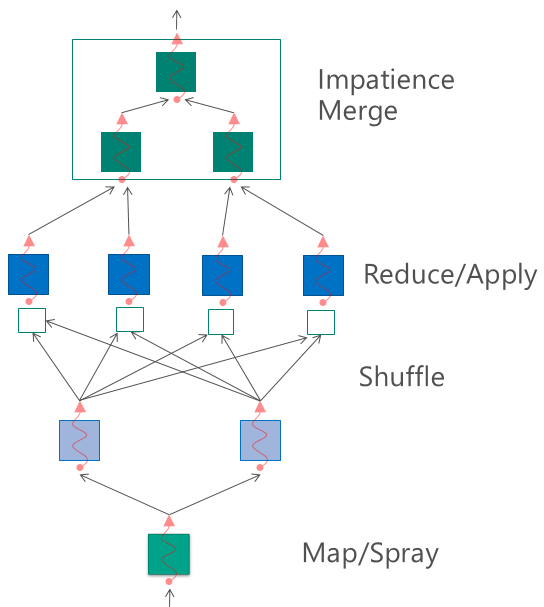 Impatience
Merge
Reduce/Apply
Shuffle
Map/Spray